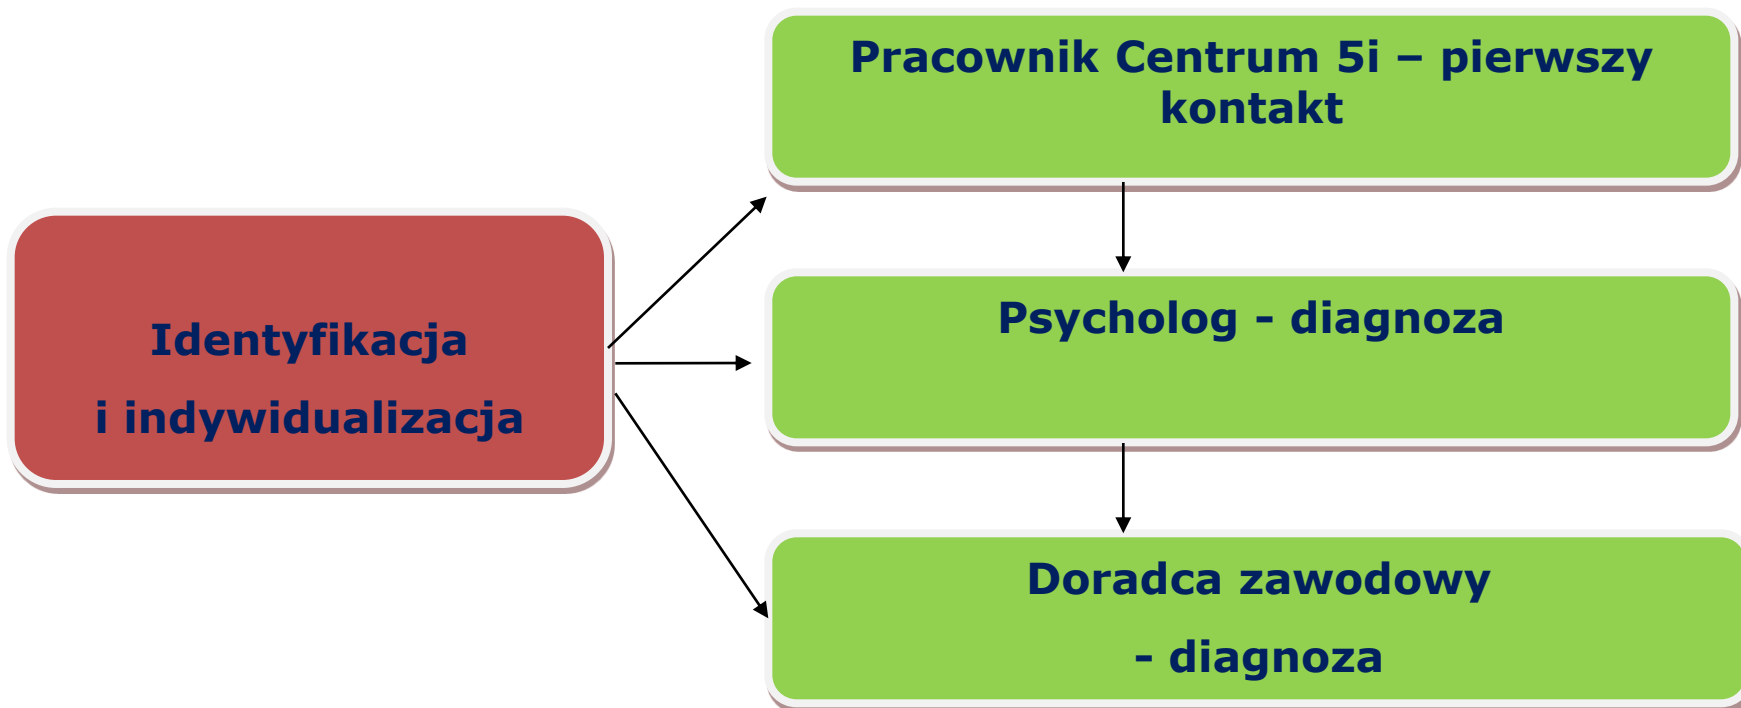 Pracownik Centrum 5i – pierwszy
kontakt
Identyfikacja
i indywidualizacja
Psycholog - diagnoza
Doradca zawodowy
- diagnoza